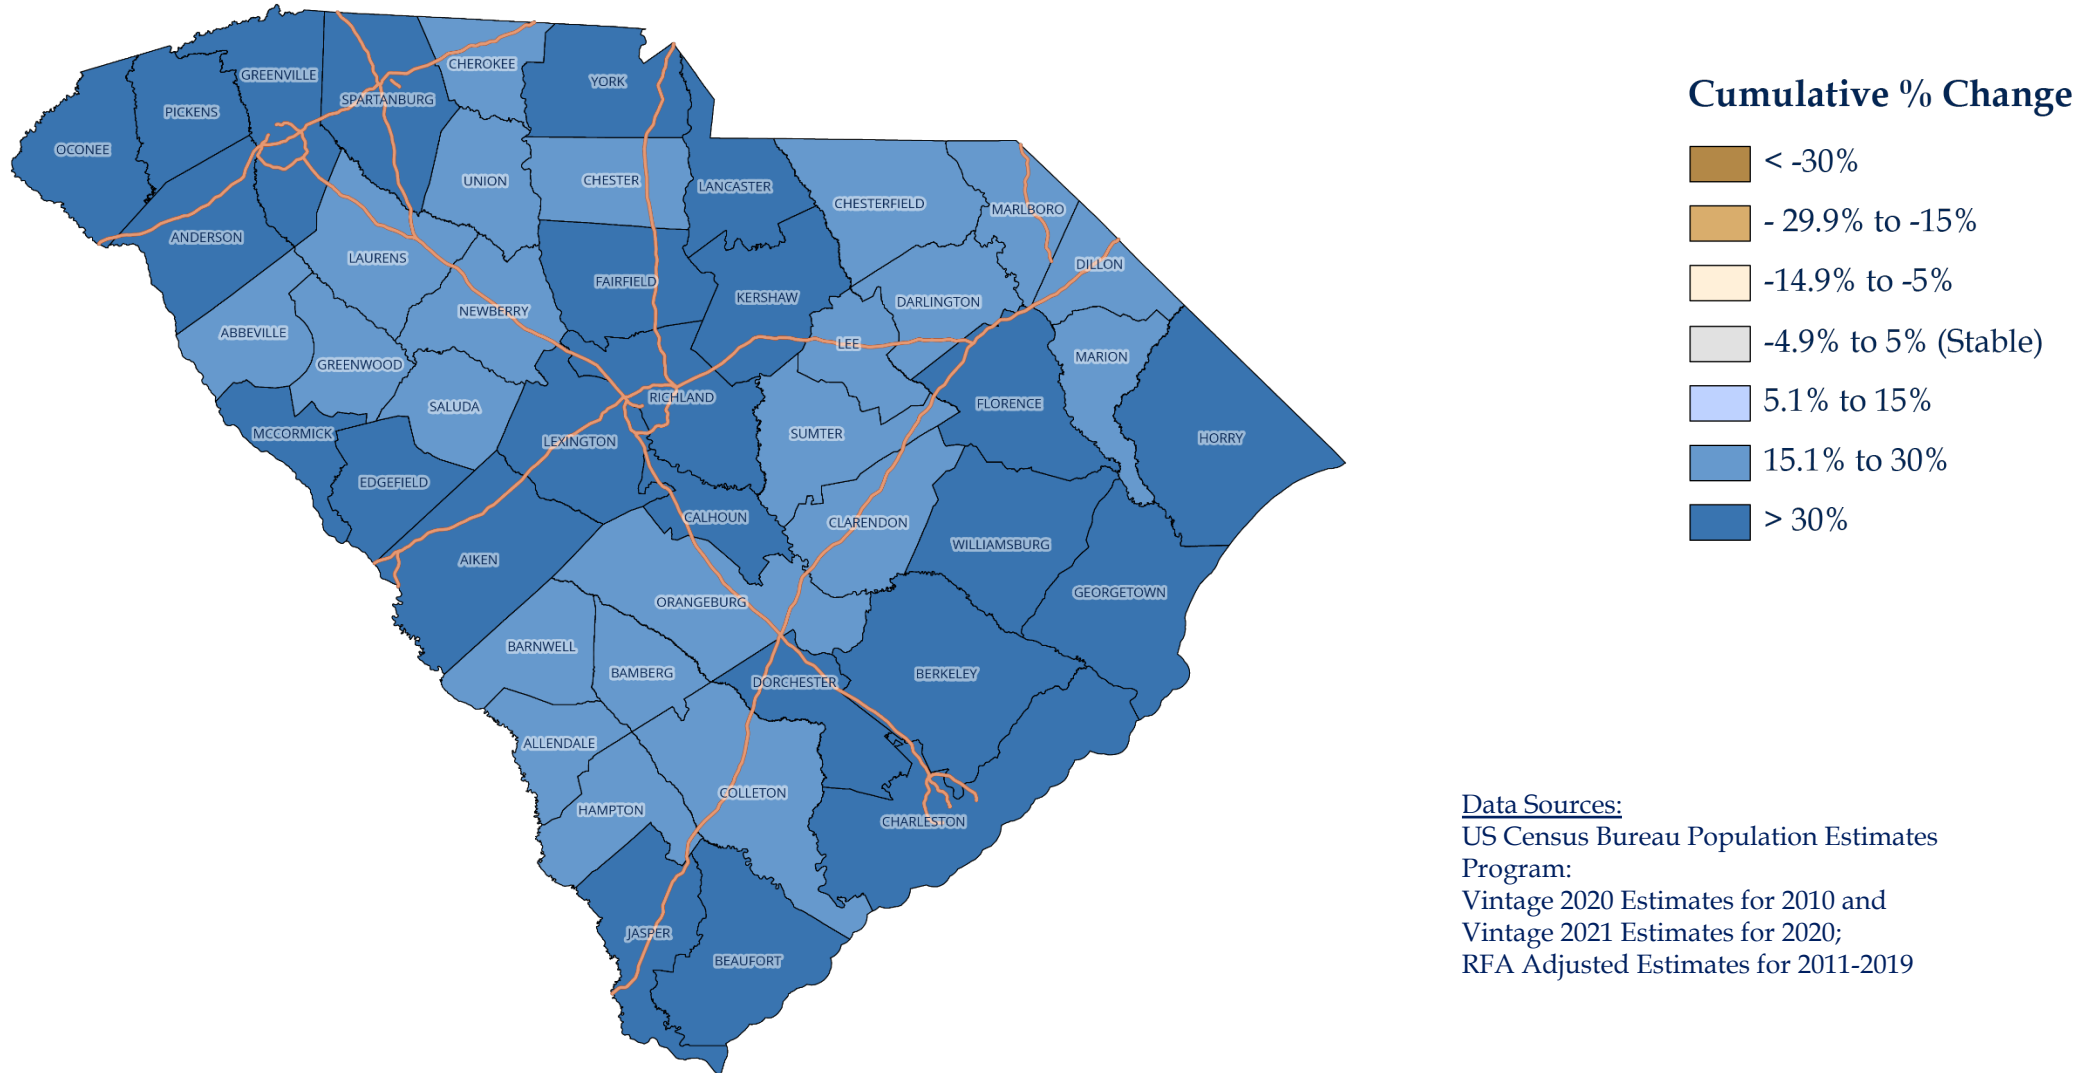 CHEROKEE
GREENVILLE
YORK
SPARTANBURG
PICKENS
OCONEE
UNION
CHESTER
LANCASTER
CHESTERFIELD
MARLBORO
ANDERSON
LAURENS
DILLON
FAIRFIELD
KERSHAW
DARLINGTON
NEWBERRY
ABBEVILLE
LEE
MARION
GREENWOOD
RICHLAND
SALUDA
FLORENCE
MCCORMICK
SUMTER
HORRY
LEXINGTON
EDGEFIELD
CALHOUN
CLARENDON
WILLIAMSBURG
AIKEN
GEORGETOWN
ORANGEBURG
BARNWELL
BAMBERG
BERKELEY
DORCHESTER
ALLENDALE
COLLETON
HAMPTON
CHARLESTON
JASPER
BEAUFORT
Cumulative % Change
< -30%
- 29.9% to -15%
-14.9% to -5%
-4.9% to 5% (Stable)
5.1% to 15%
15.1% to 30%
> 30%
Data Sources:
US Census Bureau Population Estimates
Program:
Vintage 2020 Estimates for 2010 and
Vintage 2021 Estimates for 2020;
RFA Adjusted Estimates for 2011-2019